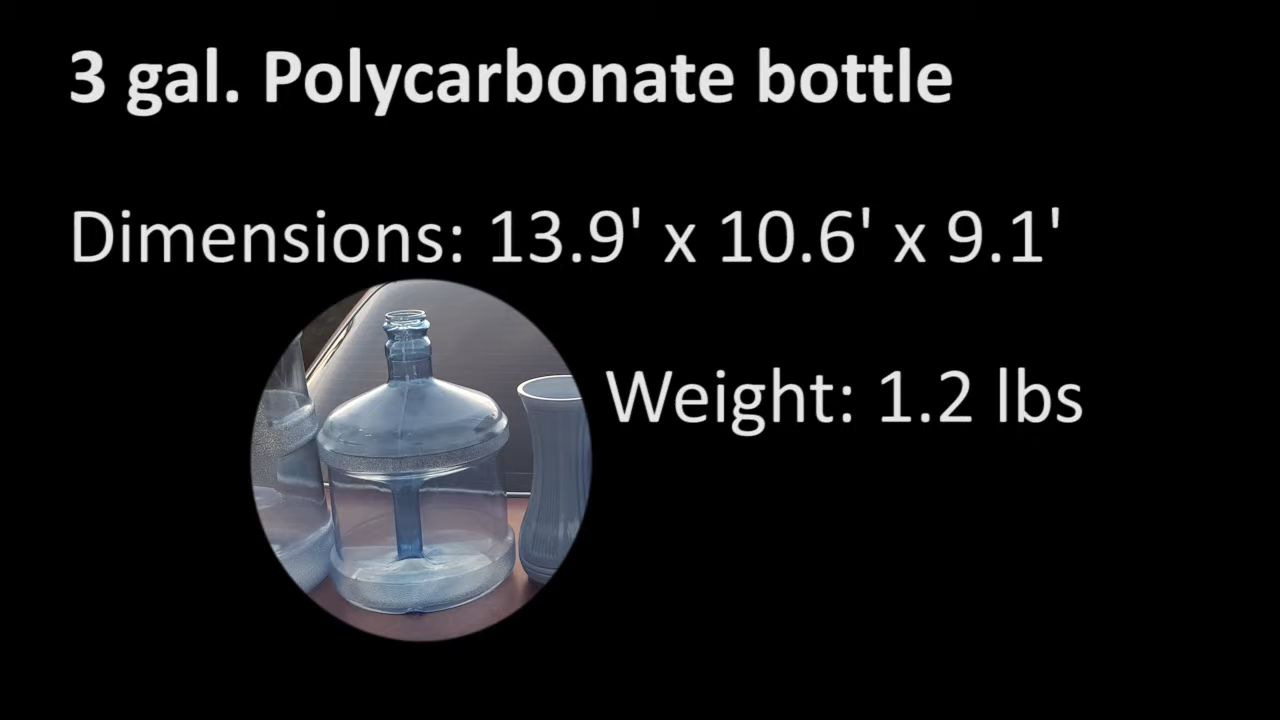 3 gal. Polycarbonate bottle
Dimensions: 13.9' x 10.6' x 9.1'
Weight: 1.2 lbs